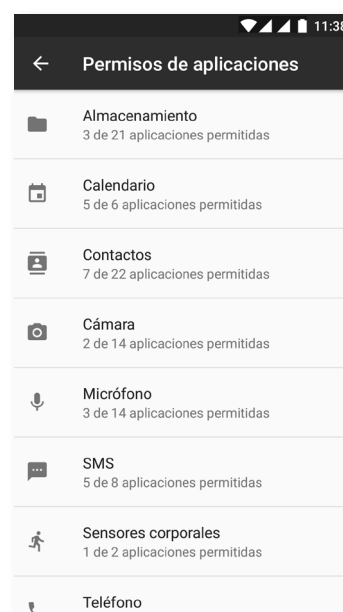 11:38
Permisos de aplicaciones
Almacenamiento
3 de 21 aplicaciones permitidas
Calendario
5 de 6 aplicaciones permitidas
Contactos
7 de 22 aplicaciones permitidas
Cámara
2 de 14 aplicaciones permitidas
Micrófono
3 de 14 aplicaciones permitidas
SMS
5 de 8 aplicaciones permitidas
Sensores corporales
1 de 2 aplicaciones permitidas
Teléfono